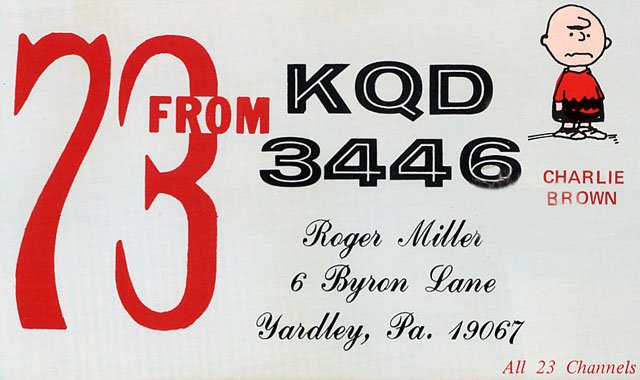 73 FROM KQD
3446
CHARLIE
BROWN
Roger Miller
6 Byron Lane
Yardley, Pa. 19067
All 23 Channels